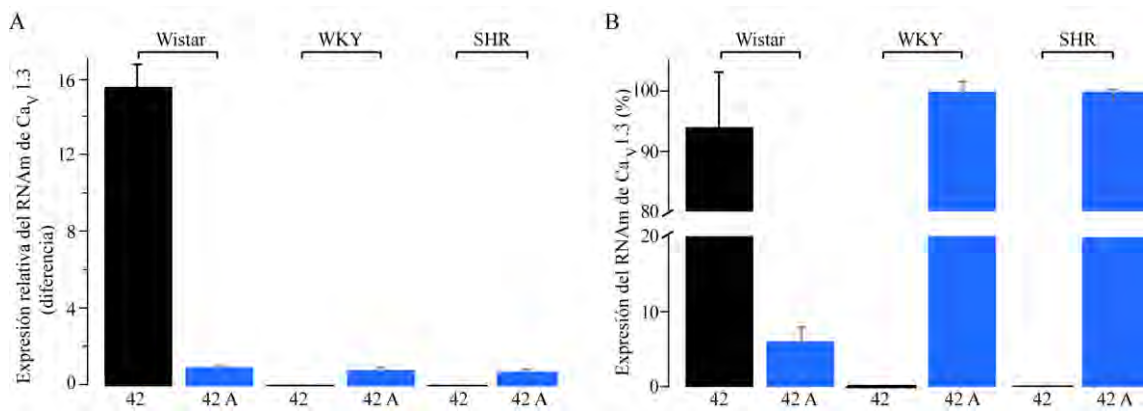 A
Wistar
WKY
SHR
Expresión relativa del RNAm de CaV 1.3
(diferencia)
16
12
8
4
0
42
42 A
42
42 A
42
42 A
B
Wistar
WKY
SHR
Expresión del RNAm de CaV 1.3 (%)
100
90
80
20
10
0
42
42 A
42
42 A
42
42 A